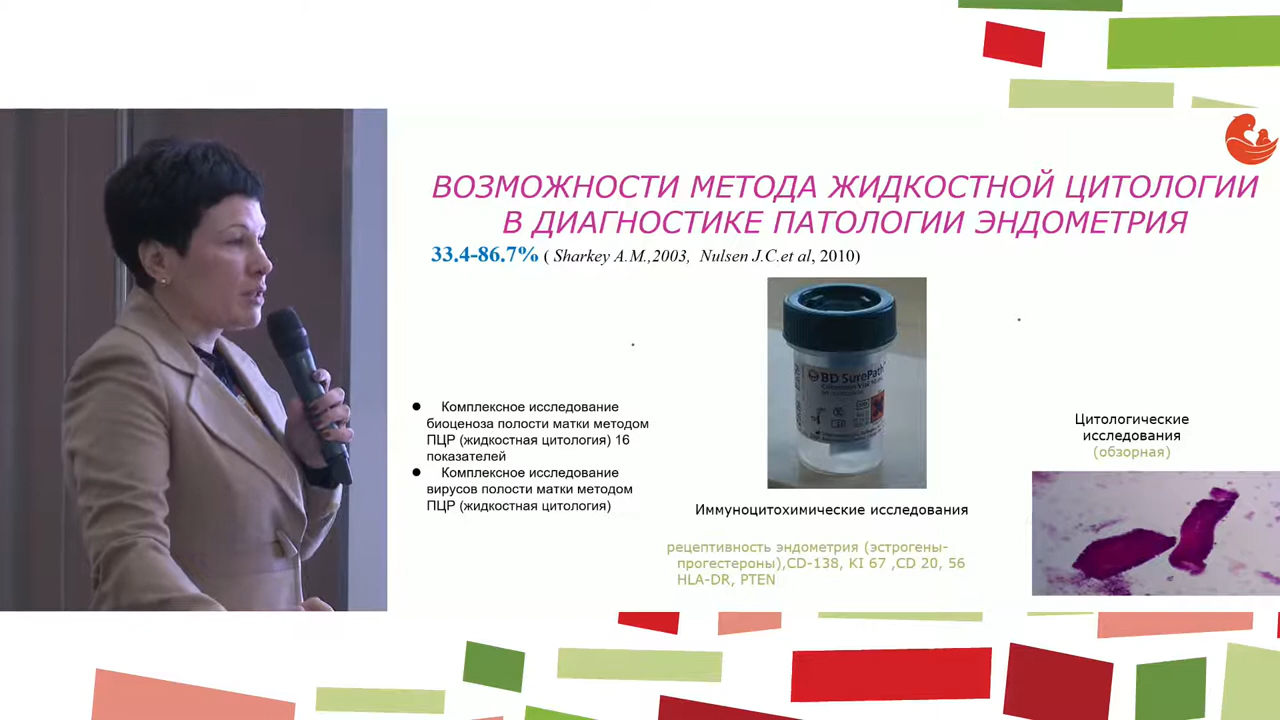 ВОЗМОЖНОСТИ МЕТОДА ЖИДКОСТНОЙ ЦИТОЛОГИИ
В ДИАГНОСТИКЕ ПАТОЛОГИИ ЭНДОМЕТРИЯ
33.4-86.7% ( Sharkey A.M.,2003, Nulsen J.C.et al, 2010)
● Комплексное исследование
биоценоза полости матки методом
ПЦР (жидкостная цитология) 16
показателей
● Комплексное исследование
вирусов полости матки методом
ПЦР (жидкостная цитология)
BD SurePath
Иммуноцитохимические исследования
рецептивность эндометрия (эстрогены-
прогестероны),CD-138, KI 67 ,CD 20, 56
HLA-DR, PTEN
Цитологические
исследования
(обзорная)